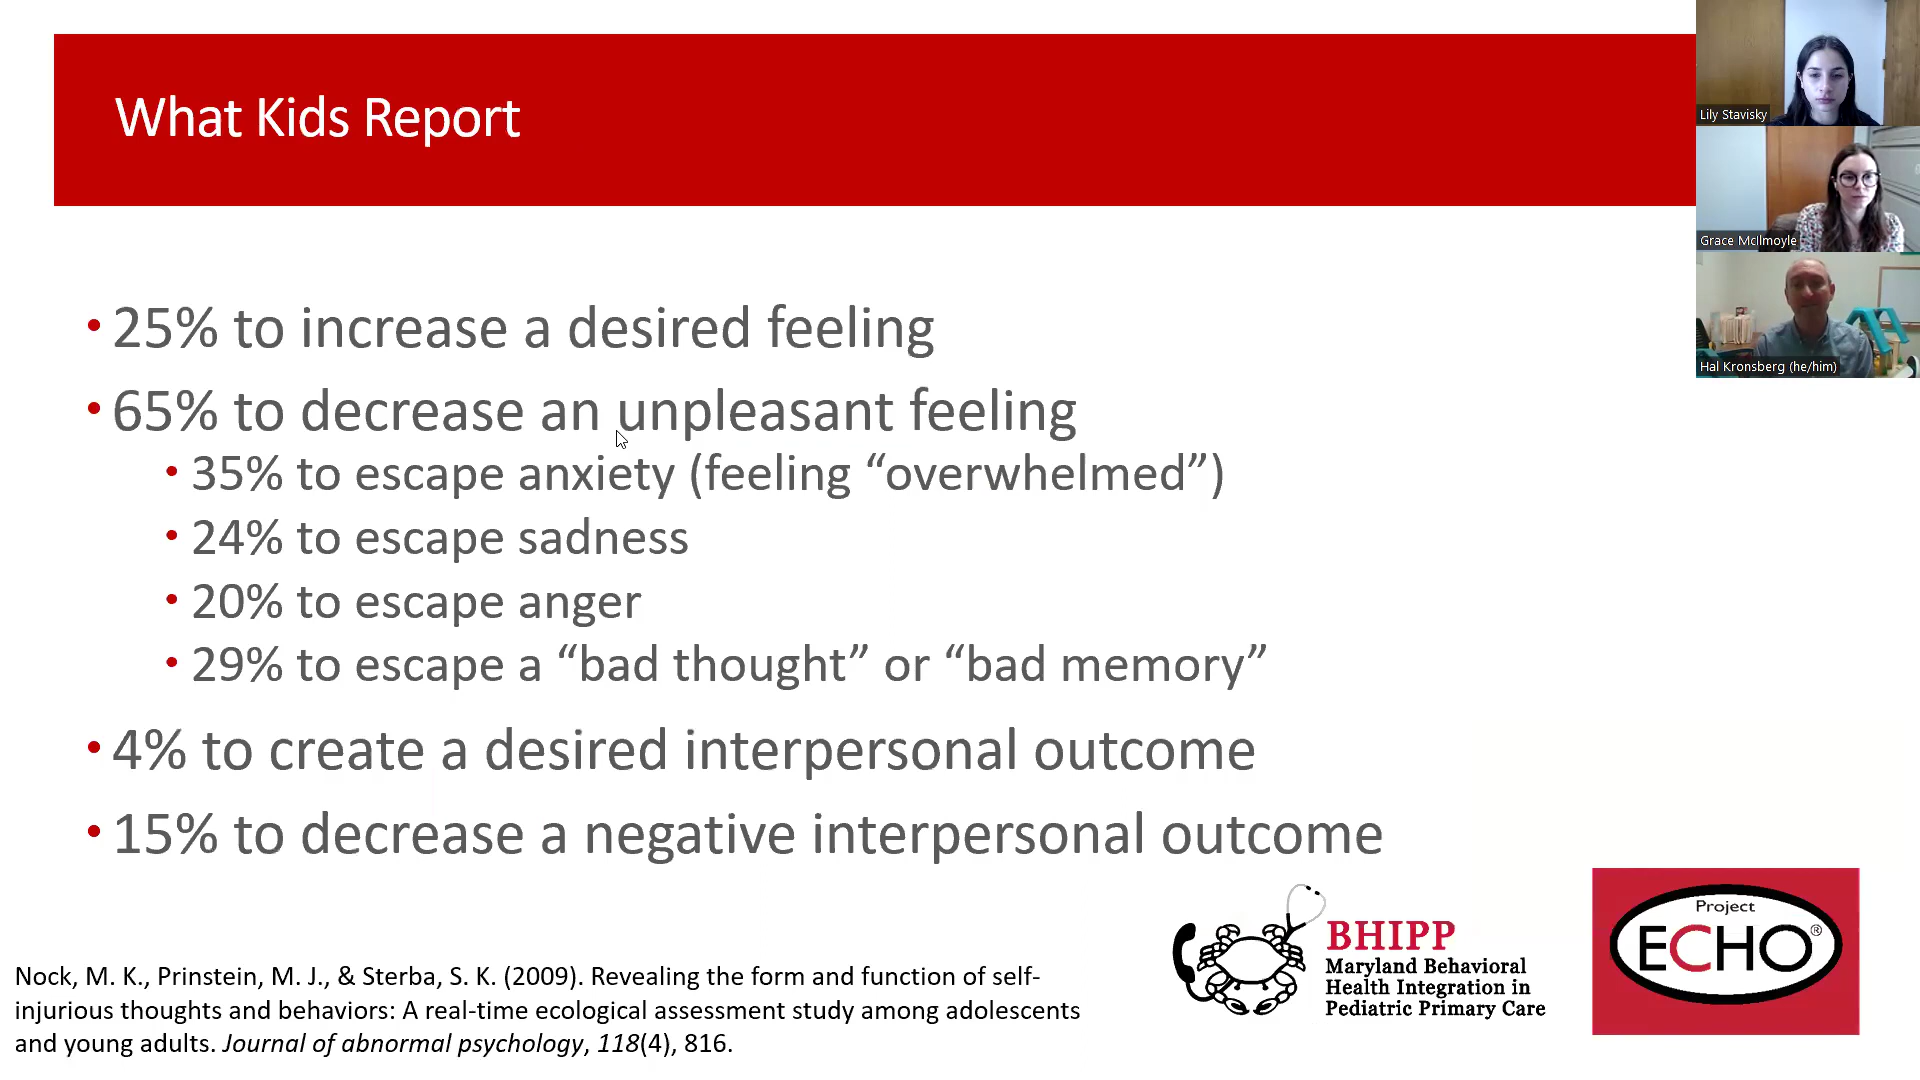 What Kids Report
• 25% to increase a desired feeling
• 65% to decrease an unpleasant feeling
• 35% to escape anxiety (feeling “overwhelmed”)
• 24% to escape sadness
• 20% to escape anger
• 29% to escape a “bad thought” or “bad memory”
• 4% to create a desired interpersonal outcome
• 15% to decrease a negative interpersonal outcome
Nock, M. K., Prinstein, M. J., & Sterba, S. K. (2009). Revealing the form and function of self-
injurious thoughts and behaviors: A real-time ecological assessment study among adolescents
and young adults. Journal of abnormal psychology, 118(4), 816.
BHIPP
Maryland Behavioral
Health Integration in
Pediatric Primary Care
Project
ECHO®
Lily Stavisky
Grace McIlmoyle
Hal Kronsberg (he/him)